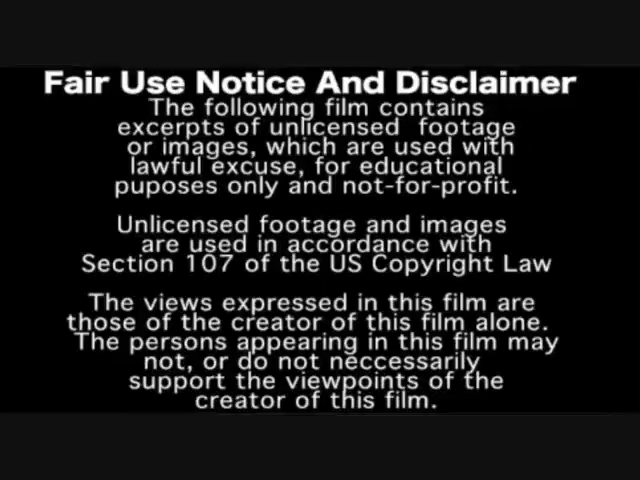 Fair Use Notice And Disclaimer
The following film contains
excerpts of unlicensed footage
or images, which are used with
lawful excuse, for educational
puposes only and not-for-profit.
Unlicensed footage and images
are used in accordance with
Section 107 of the US Copyright Law
The views expressed in this film are
those of the creator of this film alone.
The persons appearing in this film may
not, or do not neccessarily
support the viewpoints of the
creator of this film.